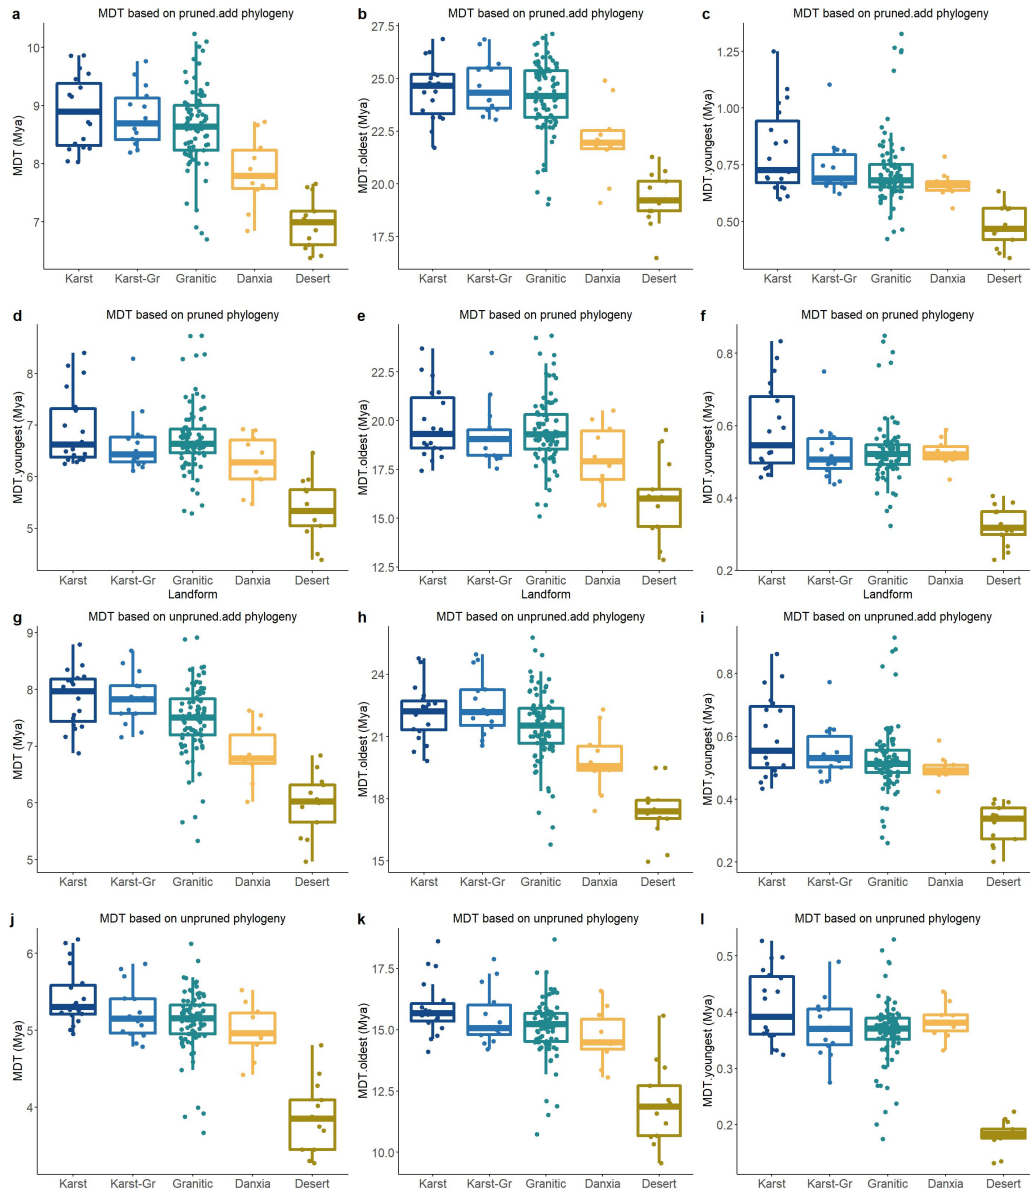 a MDT based on pruned.add phylogeny
MDT (Mya)
10
9
8
7
Karst Karst-Gr Granitic Danxia Desert
b MDT based on pruned.add phylogeny
MDT.oldest (Mya)
27.5
25.0
22.5
20.0
17.5
Karst Karst-Gr Granitic Danxia Desert
c MDT based on pruned.add phylogeny
MDT.youngest (Mya)
1.25
1.00
0.75
0.50
Karst Karst-Gr Granitic Danxia Desert
d MDT based on pruned phylogeny
MDT.youngest (Mya)
8
7
6
5
Karst Karst-Gr Granitic Danxia Desert
Landform
e MDT based on pruned phylogeny
MDT.oldest (Mya)
22.5
20.0
17.5
15.0
12.5
Karst Karst-Gr Granitic Danxia Desert
Landform
f MDT based on pruned phylogeny
MDT.youngest (Mya)
0.8
0.6
0.4
0.2
Karst Karst-Gr Granitic Danxia Desert
Landform
g MDT based on unpruned.add phylogeny
MDT (Mya)
9
8
7
6
5
Karst Karst-Gr Granitic Danxia Desert
h MDT based on unpruned.add phylogeny
MDT.oldest (Mya)
24
21
18
15
Karst Karst-Gr Granitic Danxia Desert
i MDT based on unpruned.add phylogeny
MDT.youngest (Mya)
0.8
0.6
0.4
0.2
Karst Karst-Gr Granitic Danxia Desert
j MDT based on unpruned phylogeny
MDT (Mya)
6
5
4
Karst Karst-Gr Granitic Danxia Desert
k MDT based on unpruned phylogeny
MDT.oldest (Mya)
17.5
15.0
12.5
10.0
Karst Karst-Gr Granitic Danxia Desert
l MDT based on unpruned phylogeny
MDT.youngest (Mya)
0.5
0.4
0.3
0.2
Karst Karst-Gr Granitic Danxia Desert